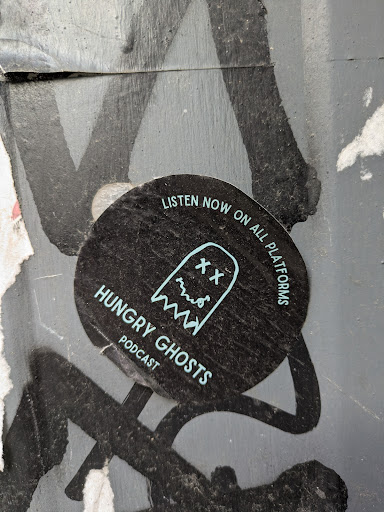 LISTEN NOW ON ALL PLATFORMS
HUNGRY GHOSTS
PODCAST